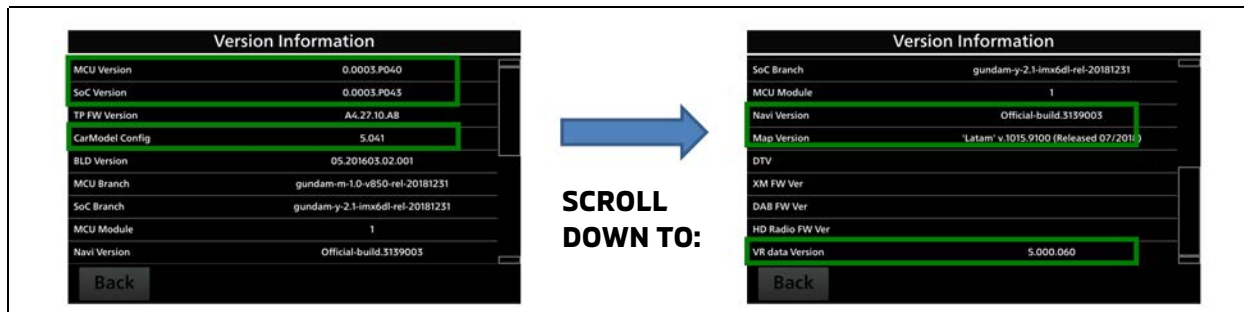 Version Information
MCU Version 0.0003.P040
SoC Version 0.0003.P043
TP FW Version A4.27.10.AB
CarModel Config 5.041
BLD Version 05.201603.02.001
MCU Branch gundam-m-1.0-v850-rel-20181231
SoC Branch gundam-y-2.1-imx6dl-rel-20181231
MCU Module 1
Navi Version Official-build.3139003
Back
SCROLL
DOWN TO:
Version Information
SoC Branch gundam-y-2.1-imx6dl-rel-20181231
MCU Module 1
Navi Version Official-build.3139003
Map Version 'Latam' v.1015.9100 (Released 07/2018)
DTV
XM FW Ver
DAB FW Ver
HD Radio FW Ver
VR data Version 5.000.060
Back